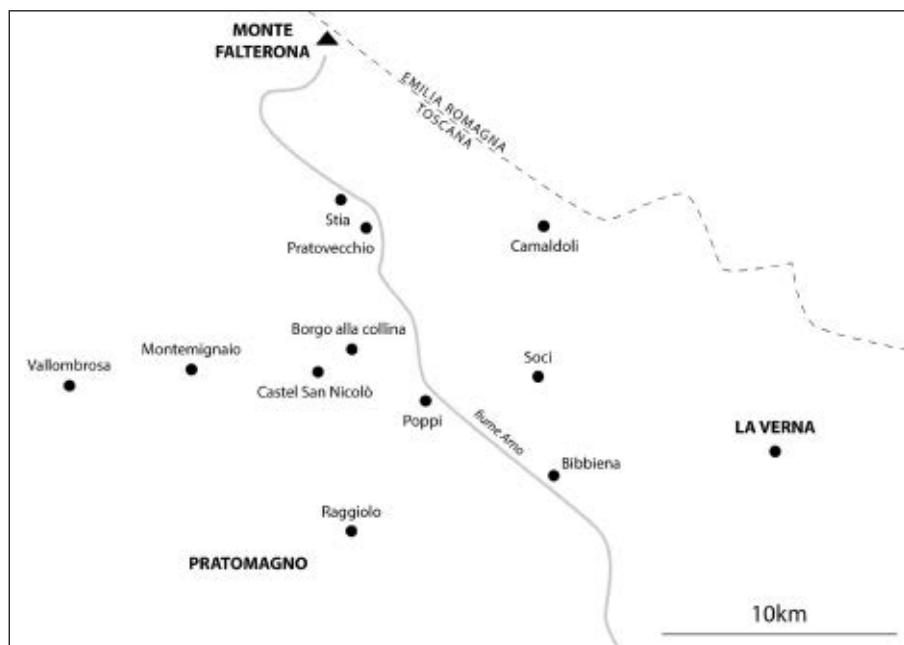 MONTE
FALTERONA
EMILIA ROMAGNA
TOSCANA
Stia
Pratovecchio
Camaldoli
Borgo alla collina
Montemignaio
Vallombrosa
Castel San Nicolò
Soci
Poppi
fiume Arno
LA VERNA
Bibbiena
Raggiolo
PRATOMAGNO
10km